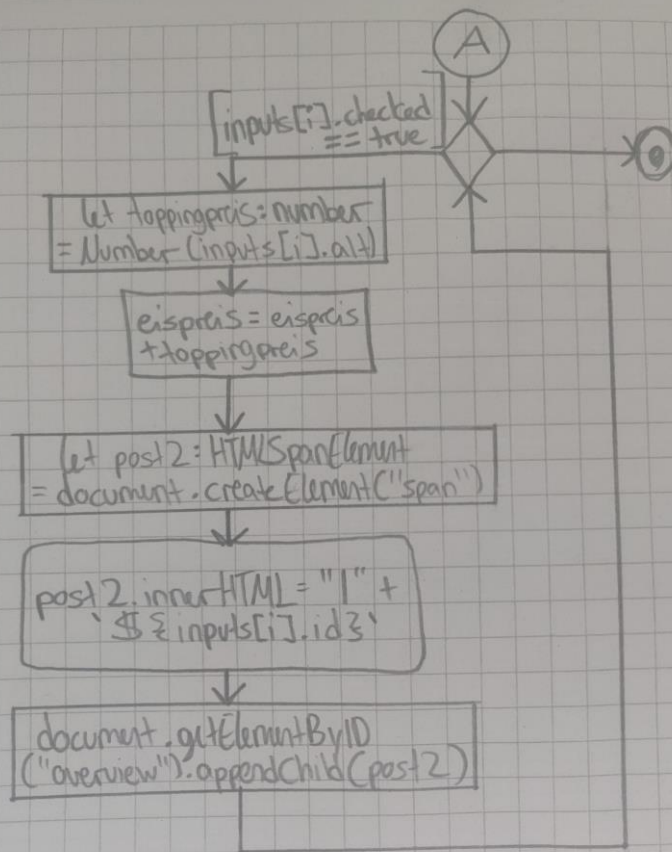 A
[inputs[i].checked
== true]
let toppingpreis: number
= Number (inputs[i].alt)
eispreis = eispreis
+toppingpreis
let post2: HTMLSpanElement
= document.createElement("span")
post2.innerHTML = "|" +
`${inputs[i].id}`
document.getElementByID
("overview").appendChild(post2)